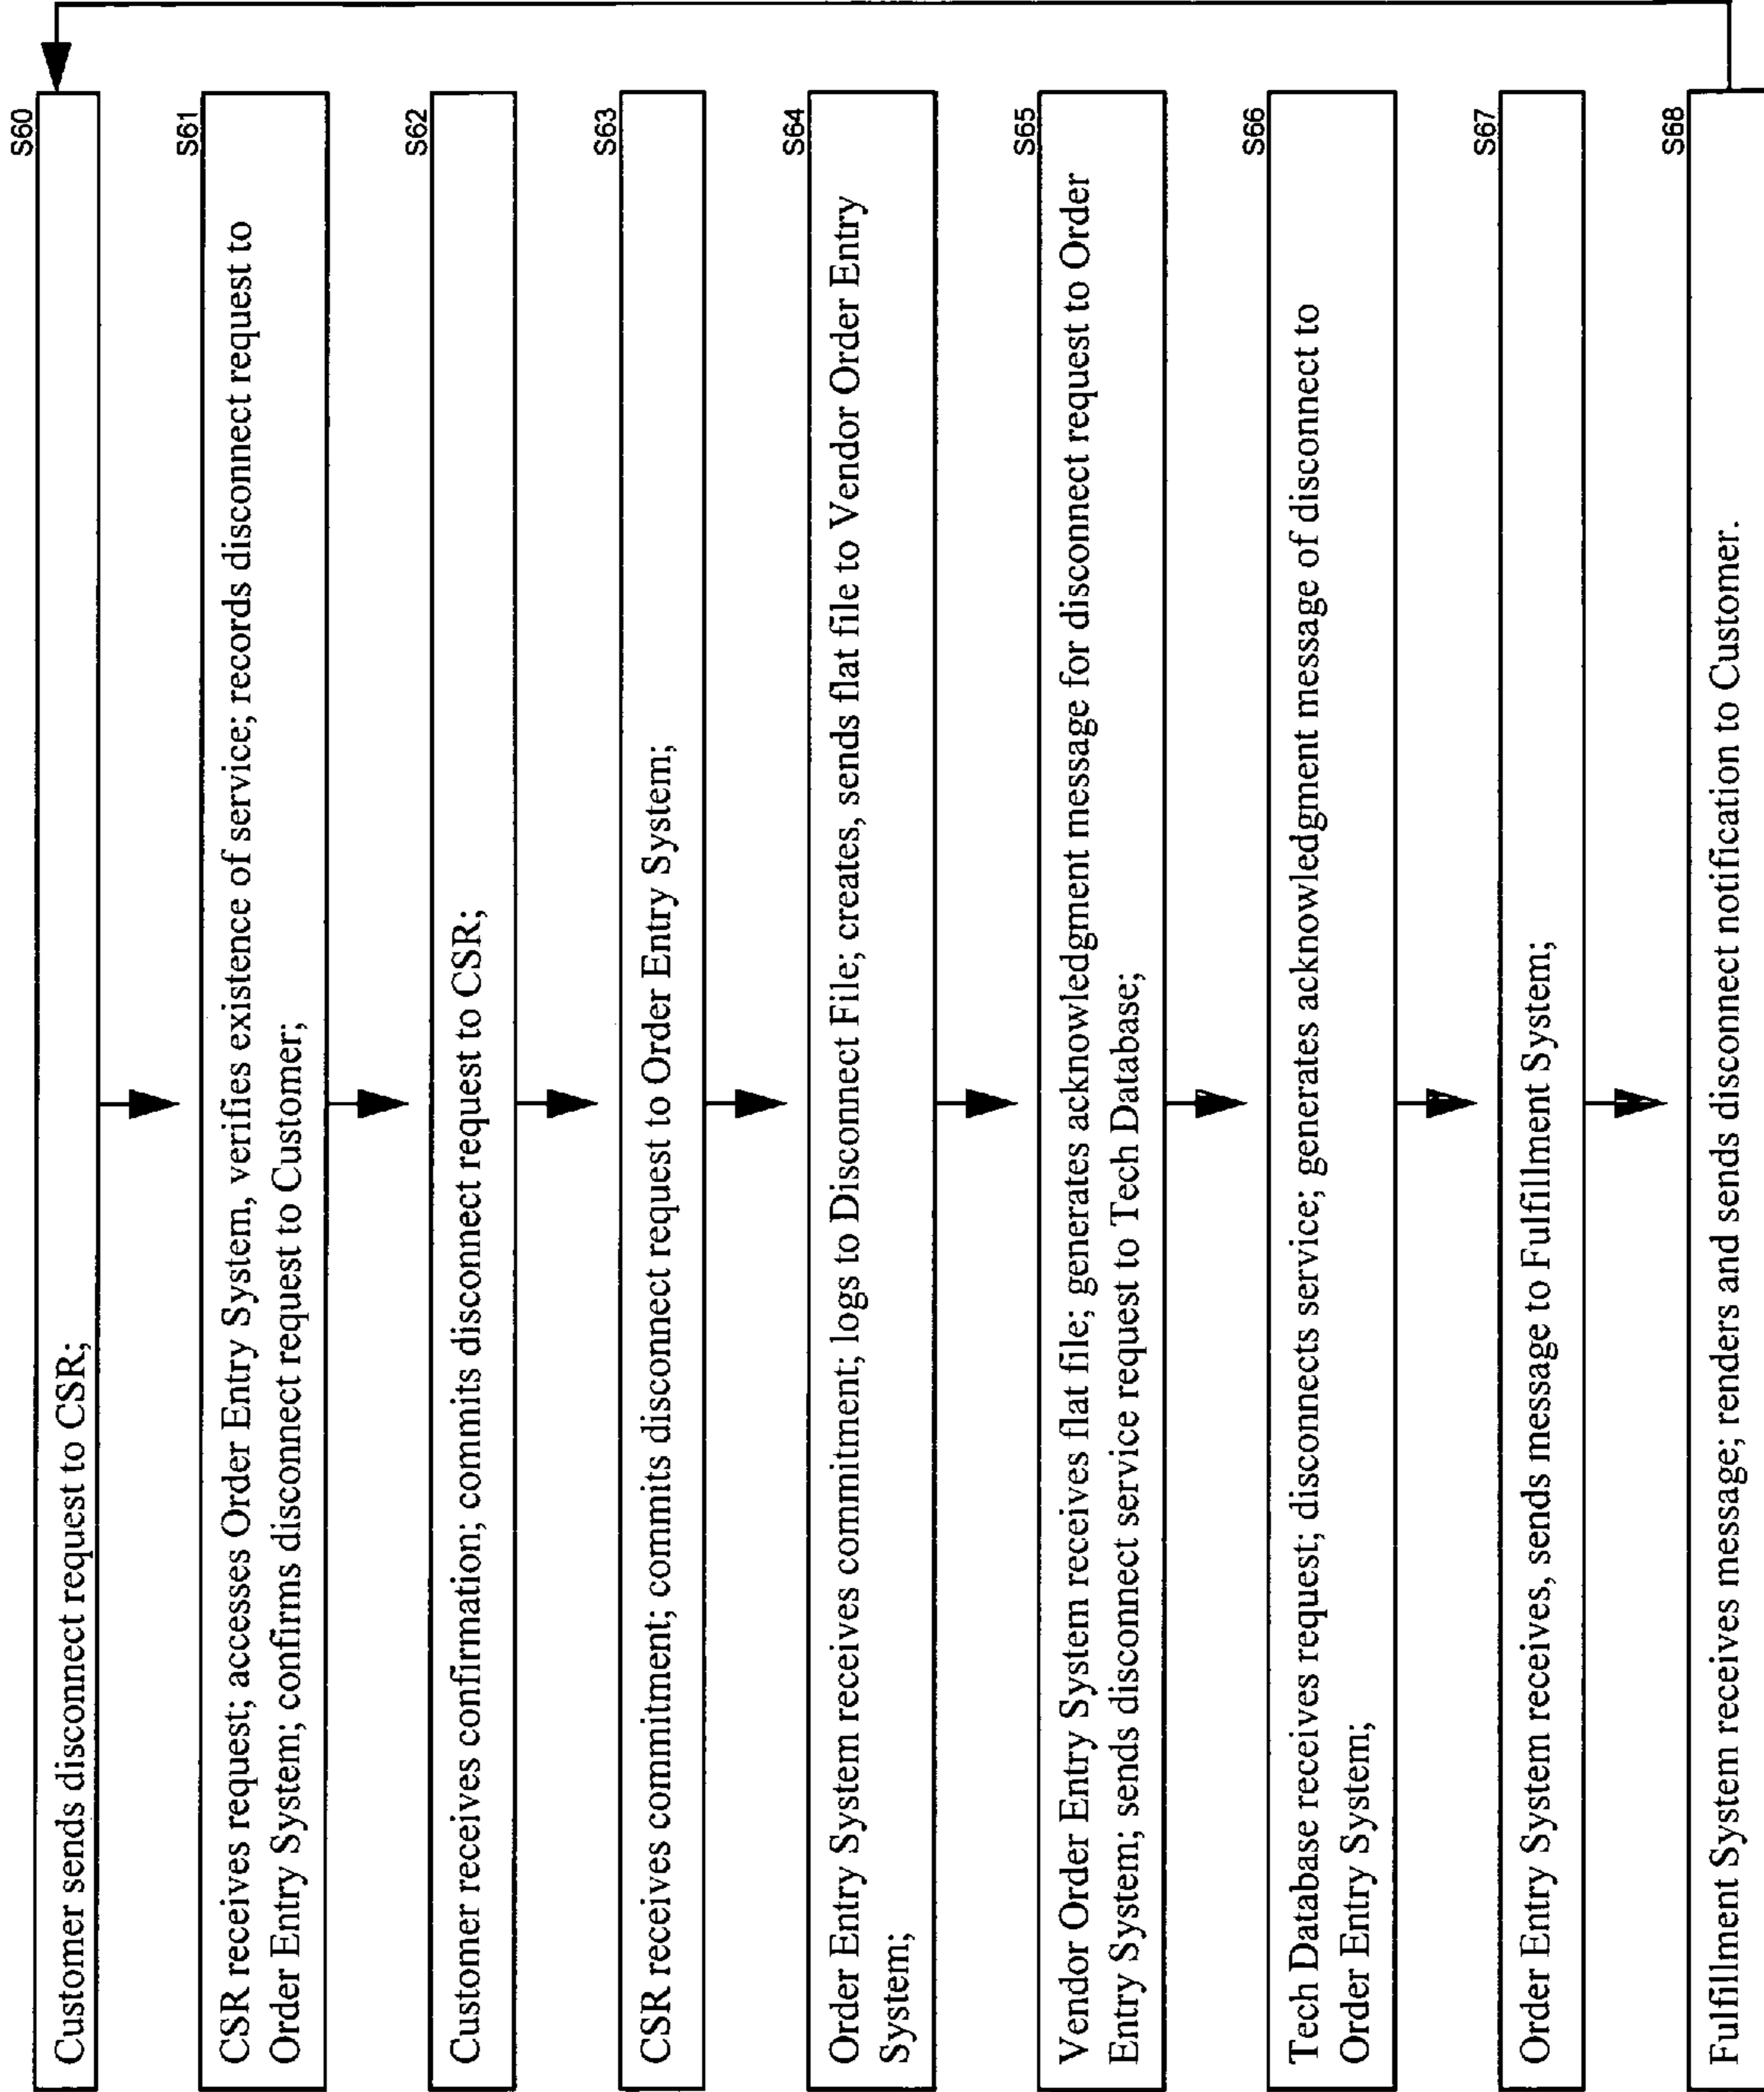 S60
Customer sends disconnect request to CSR;
S61
CSR receives request; accesses Order Entry System, verifies existence of service; records disconnect request to
Order Entry System; confirms disconnect request to Customer;
S62
Customer receives confirmation; commits disconnect request to CSR;
S63
CSR receives commitment; commits disconnect request to Order Entry System;
S64
Order Entry System receives commitment; logs to Disconnect File; creates, sends flat file to Vendor Order Entry
System;
S65
Vendor Order Entry System receives flat file; generates acknowledgment message for disconnect request to Order
Entry System; sends disconnect service request to Tech Database;
S66
Tech Database receives request; disconnects service; generates acknowledgment message of disconnect to
Order Entry System;
S67
Order Entry System receives, sends message to Fulfillment System;
S68
Fulfillment System receives message; renders and sends disconnect notification to Customer.